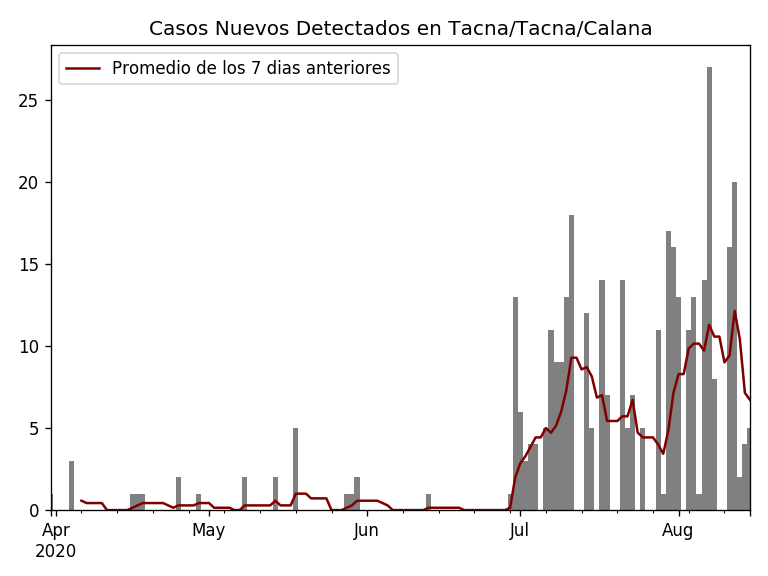 Casos Nuevos Detectados en Tacna/Tacna/Calana
Promedio de los 7 dias anteriores
25
20
15
10
5
0
Apr
2020
May
Jun
Jul
Aug